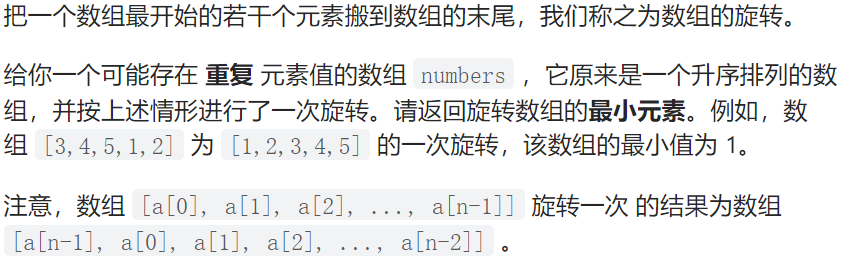 把一个数组最开始的若干个元素搬到数组的末尾，我们称之为数组的旋转。
给你一个可能存在 重复 元素值的数组 numbers ，它原来是一个升序排列的数
组，并按上述情形进行了一次旋转。请返回旋转数组的最小元素。例如，数
组 [3,4,5,1,2] 为 [1,2,3,4,5] 的一次旋转，该数组的最小值为 1。
注意，数组 [a[0], a[1], a[2], ..., a[n-1]] 旋转一次 的结果为数组
[a[n-1], a[0], a[1], a[2], ..., a[n-2]] 。